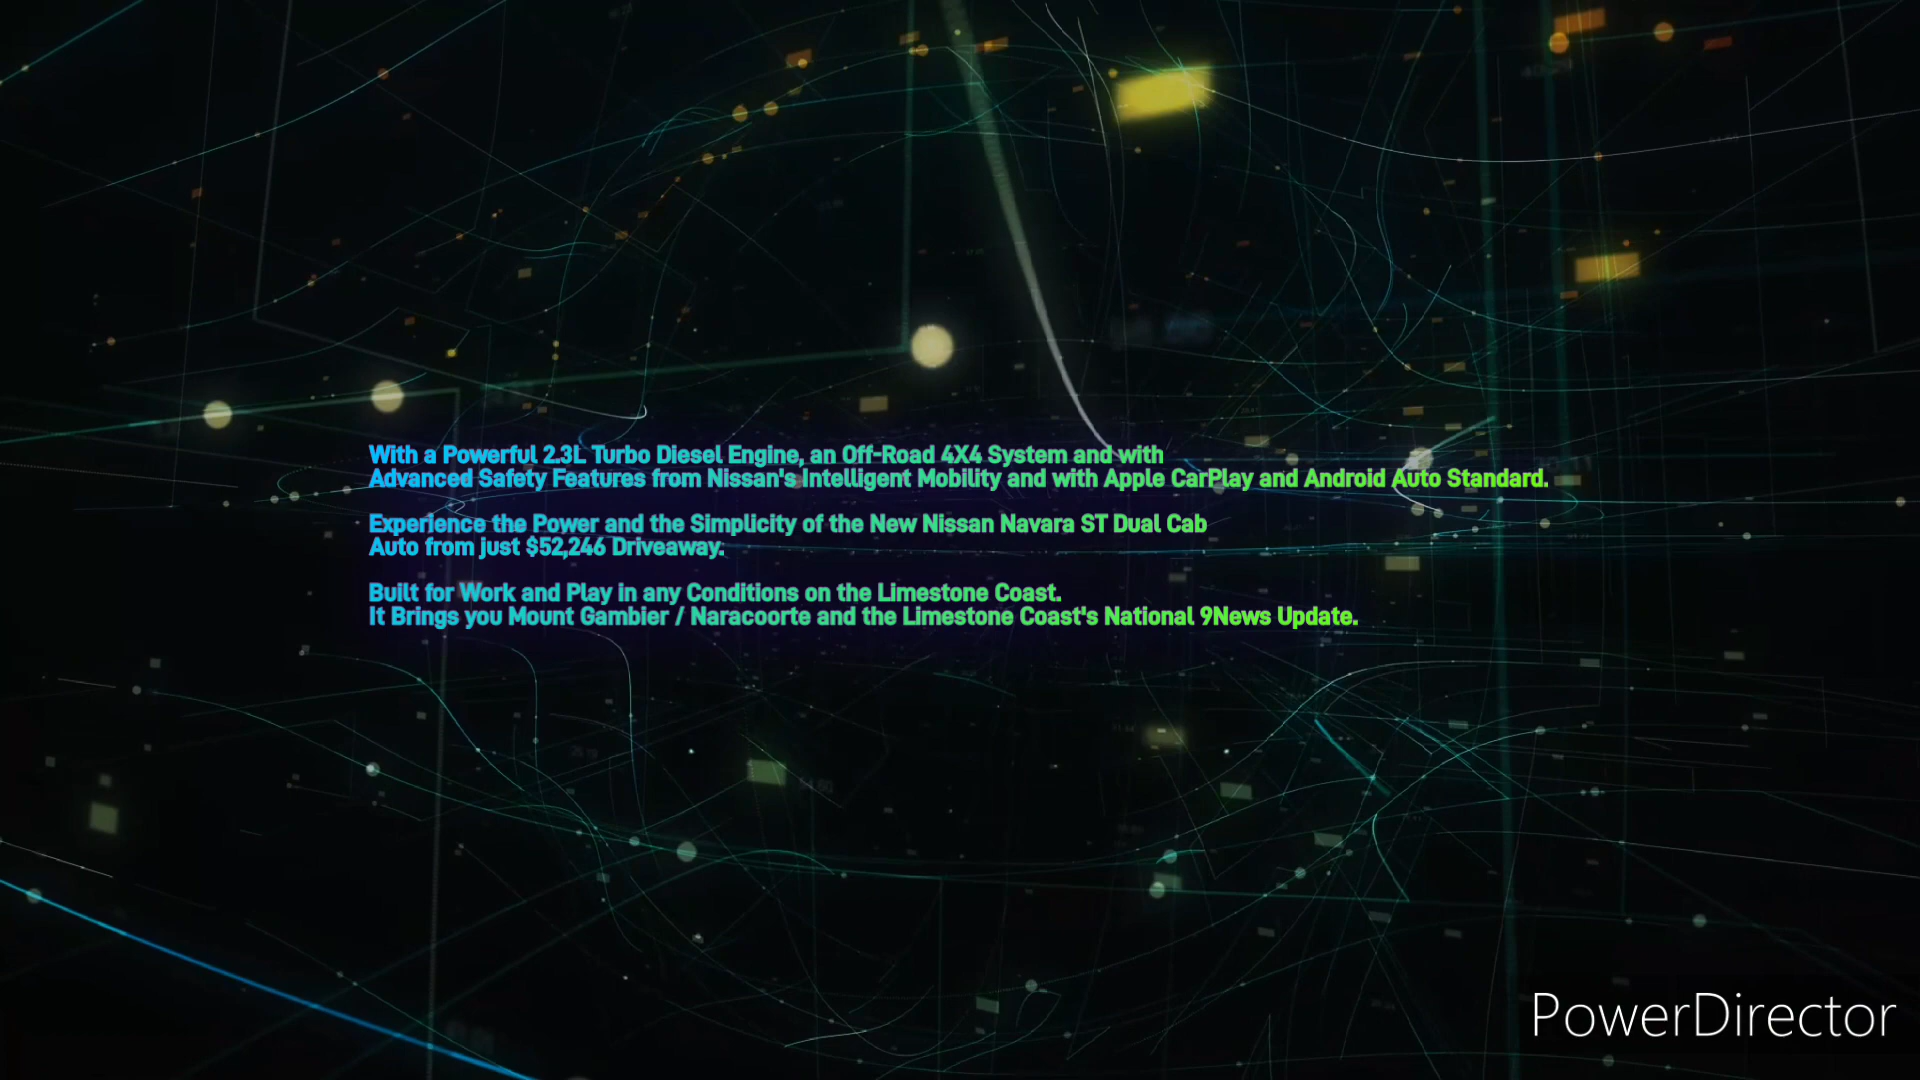 With a Powerful 2.3L Turbo Diesel Engine, an Off-Road 4X4 System and with
Advanced Safety Features from Nissan's Intelligent Mobility and with Apple CarPlay and Android Auto Standard.
Experience the Power and the Simplicity of the New Nissan Navara ST Dual Cab
Auto from just $52,246 Driveaway.
Built for Work and Play in any Conditions on the Limestone Coast.
It Brings you Mount Gambier / Naracoorte and the Limestone Coast's National 9News Update.
PowerDirector